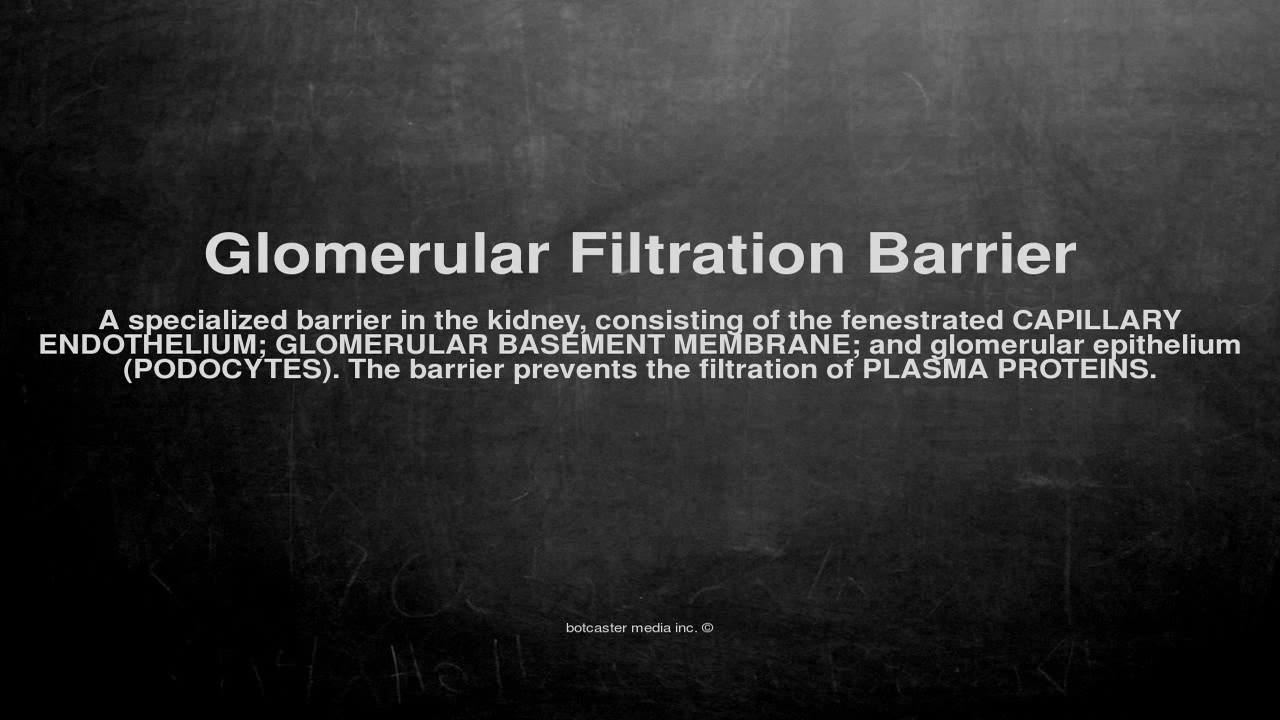 Glomerular Filtration Barrier
A specialized barrier in the kidney, consisting of the fenestrated CAPILLARY
ENDOTHELIUM; GLOMERULAR BASEMENT MEMBRANE; and glomerular epithelium
(PODOCYTES). The barrier prevents the filtration of PLASMA PROTEINS.
botcaster media inc. ©